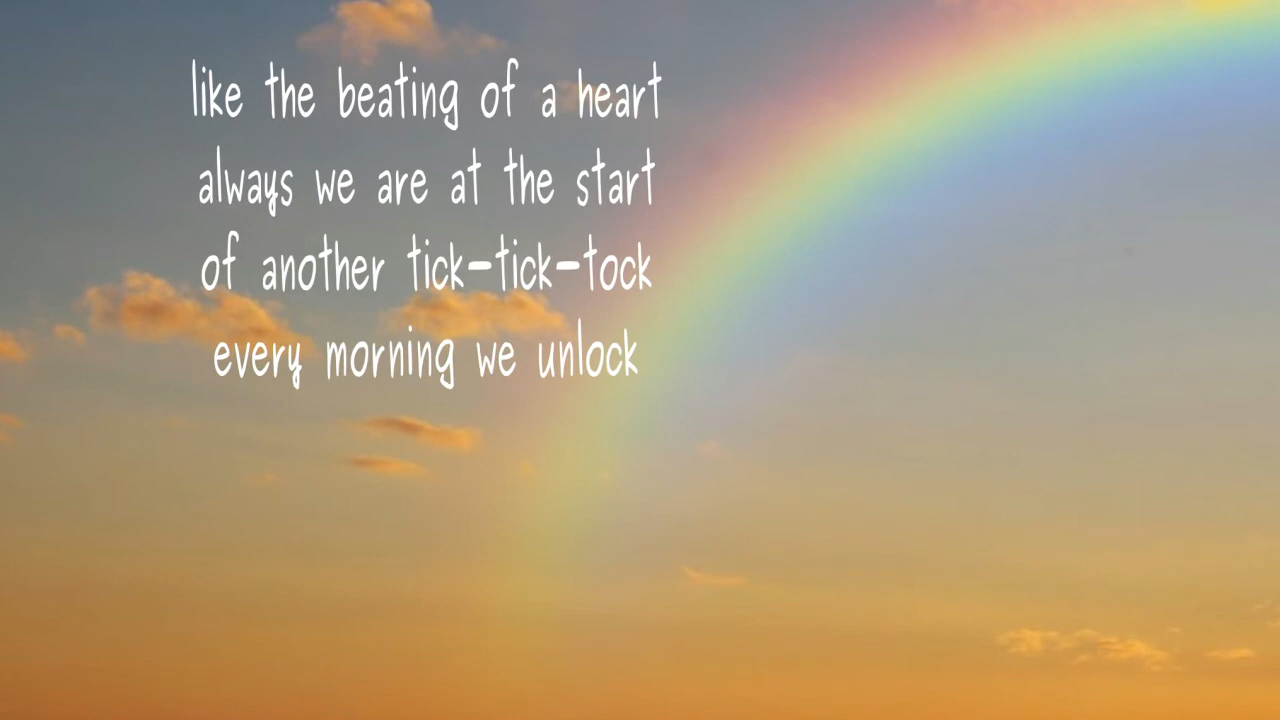 like the beating of a heart
always we are at the start
of another tick-tick-tock
every morning we unlock